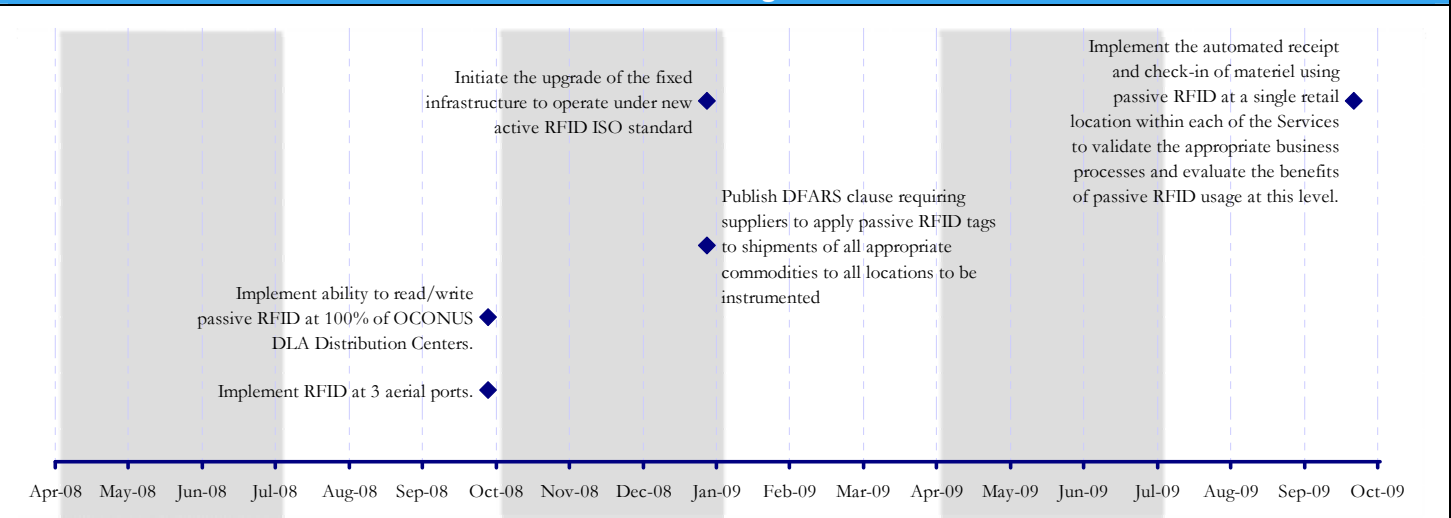 Implement the automated receipt
and check-in of materiel using
passive RFID at a single retail
location within each of the Services
to validate the appropriate business
processes and evaluate the benefits
of passive RFID usage at this level.
Initiate the upgrade of the fixed
infrastructure to operate under new
active RFID ISO standard
Publish DFARS clause requiring
suppliers to apply passive RFID tags
to shipments of all appropriate
commodities to all locations to be
instrumented
Implement ability to read/write
passive RFID at 100% of OCONUS
DLA Distribution Centers.
Implement RFID at 3 aerial ports.
Apr-08 May-08 Jun-08 Jul-08 Aug-08 Sep-08 Oct-08 Nov-08 Dec-08 Jan-09 Feb-09 Mar-09 Apr-09 May-09 Jun-09 Jul-09 Aug-09 Sep-09 Oct-09